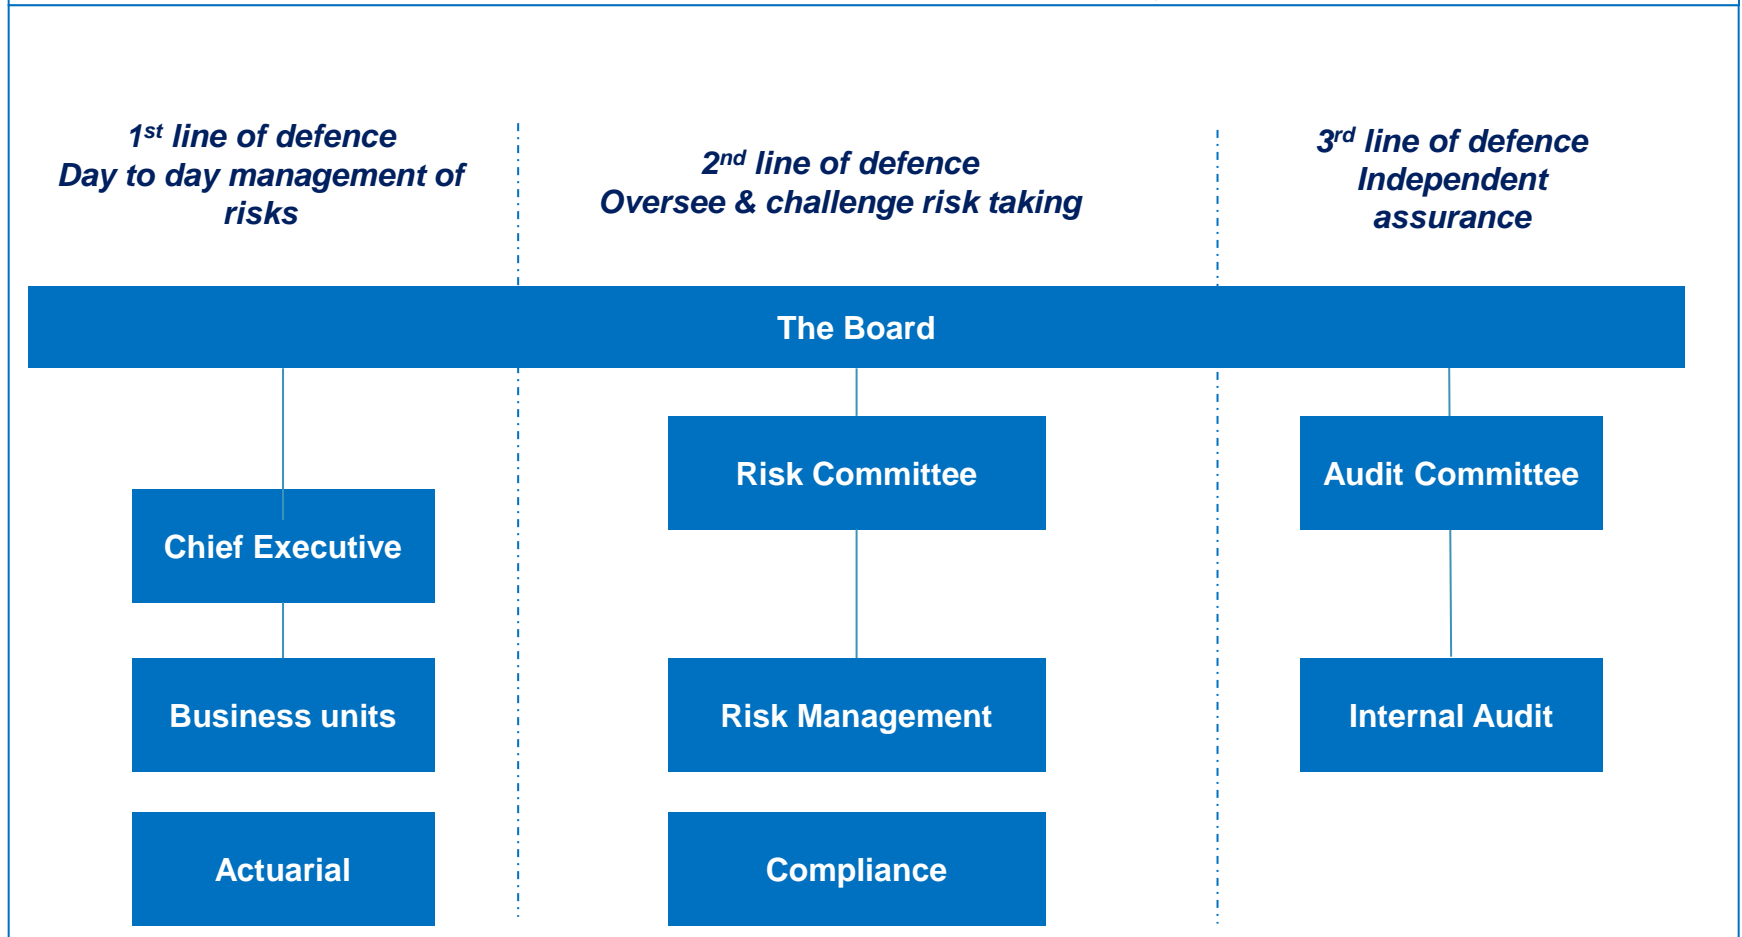 1st line of defence
Day to day management of
risks
2nd line of defence
Oversee & challenge risk taking
3rd line of defence
Independent
assurance
The Board
Risk Committee
Audit Committee
Chief Executive
Business units
Risk Management
Internal Audit
Actuarial
Compliance